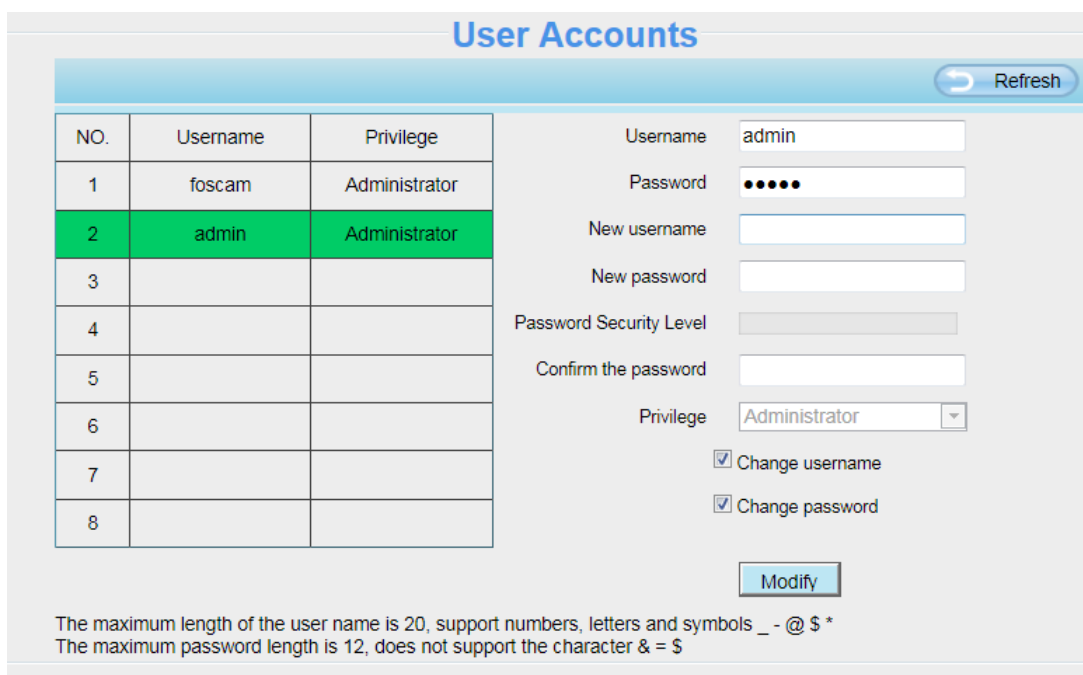 User Accounts
Refresh
NO. Username Privilege
1 foscam Administrator
2 admin Administrator
3
4
5
6
7
8
Username admin
Password ●●●●●
New username
New password
Password Security Level
Confirm the password
Privilege Administrator
Change username
Change password
Modify
The maximum length of the user name is 20, support numbers, letters and symbols _ - @ $ *
The maximum password length is 12, does not support the character & = $